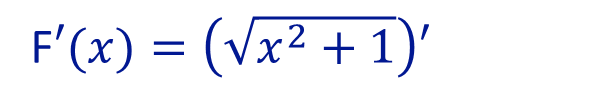 F′(x) = (√(x² + 1))′